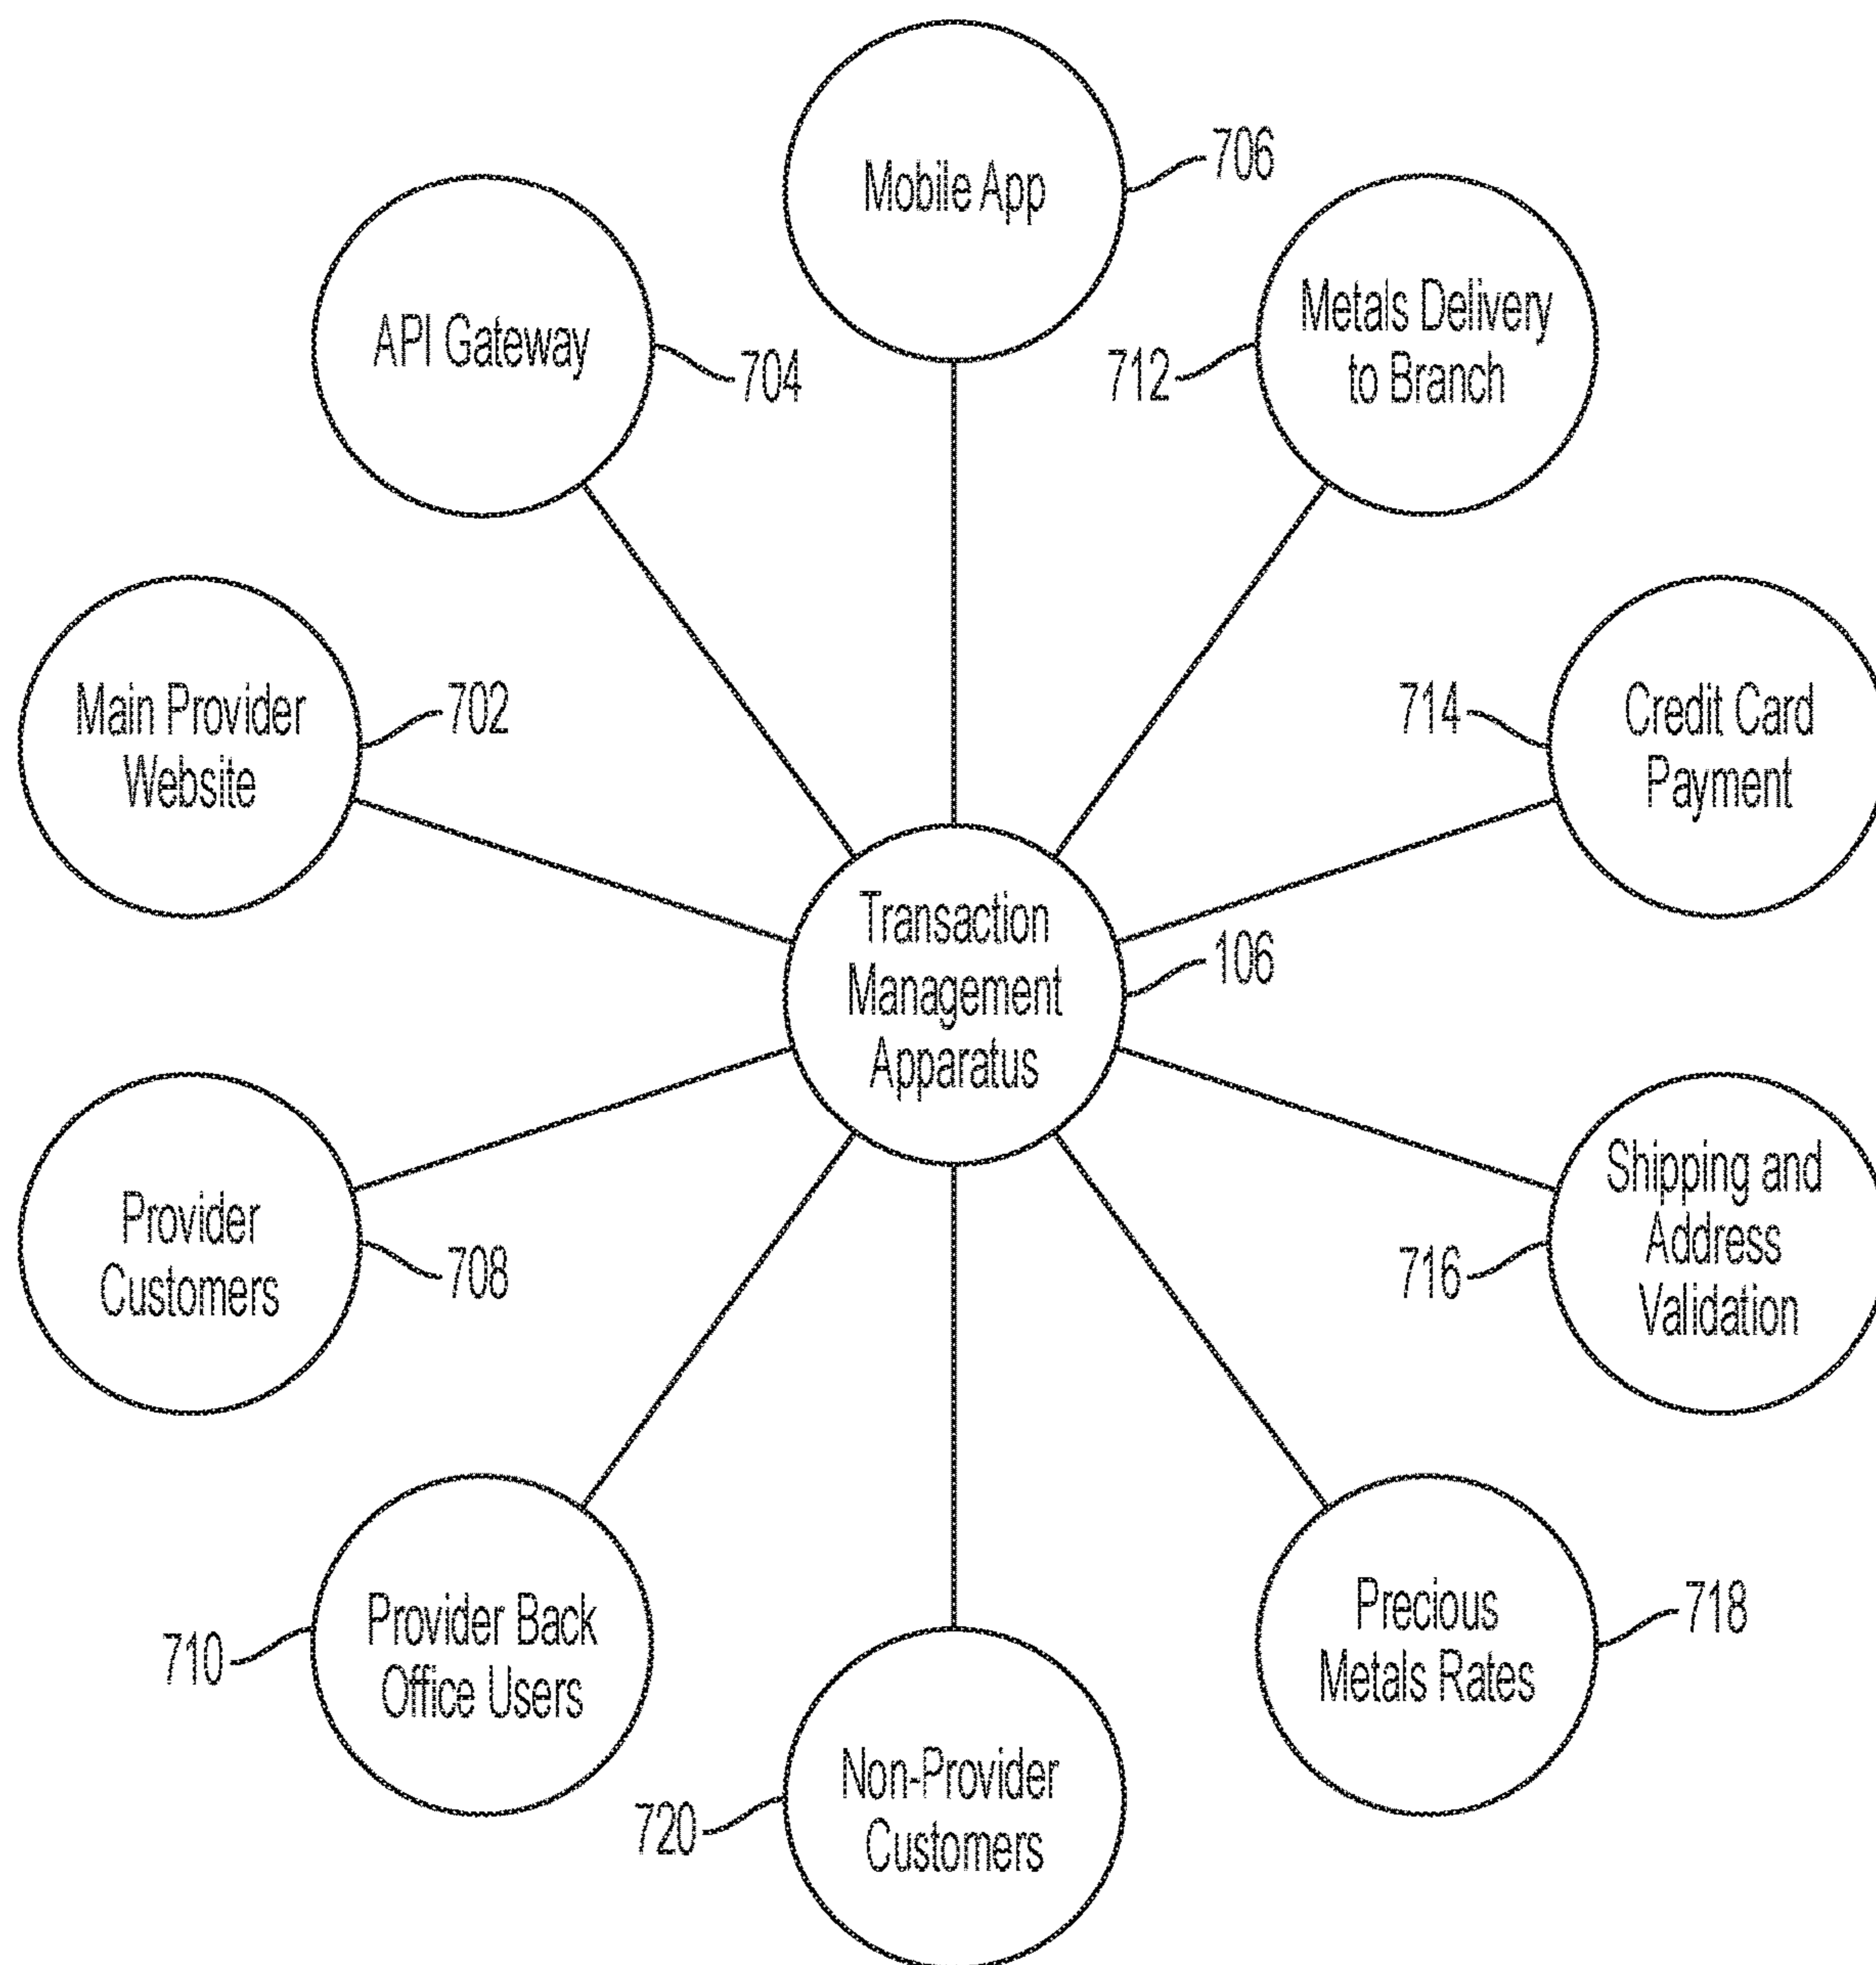 Mobile App
706
API Gateway
704
Metals Delivery
to Branch
712
Main Provider
Website
702
Credit Card
Payment
714
Transaction
Management
Apparatus
106
Provider
Customers
708
Shipping and
Address
Validation
716
Provider Back
Office Users
710
Precious
Metals Rates
718
Non-Provider
Customers
720